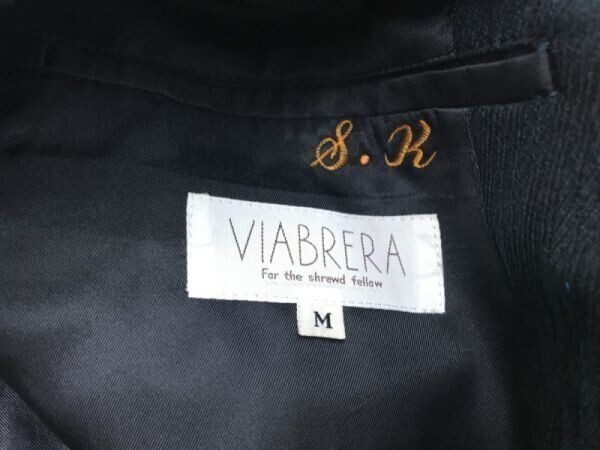 S. K
VIABRERA
For the shrewd fellow
M